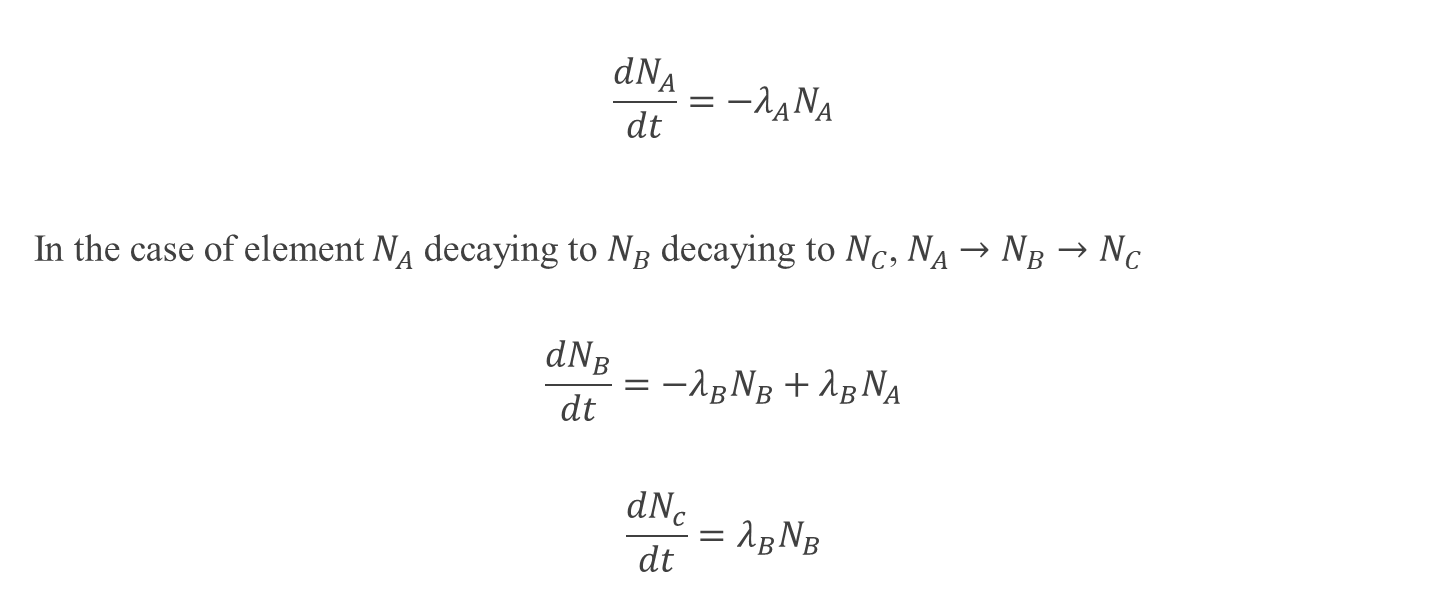 dN_A/dt = −λ_A N_A
In the case of element N_A decaying to N_B decaying to N_C, N_A → N_B → N_C
dN_B/dt = −λ_B N_B + λ_B N_A
dN_c/dt = λ_B N_B